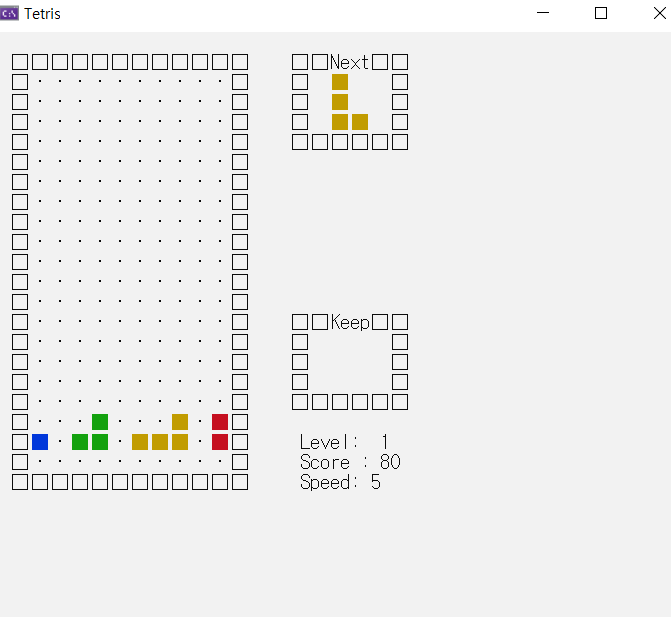 C:\
Tetris
Next
Keep
Level: 1
Score : 80
Speed: 5